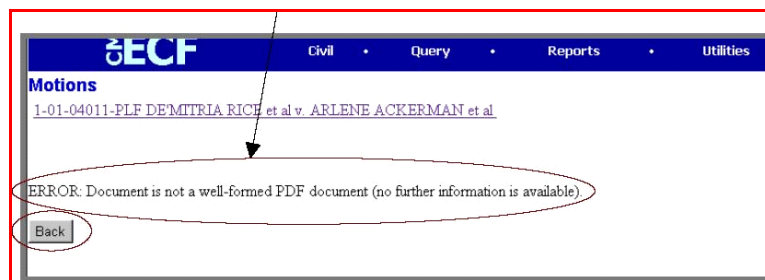 CM ECF Civil • Query • Reports • Utilities
Motions
1-01-04011-PLF DE'MITRIA RICE et al v. ARLENE ACKERMAN et al
ERROR: Document is not a well-formed PDF document (no further information is available).
Back